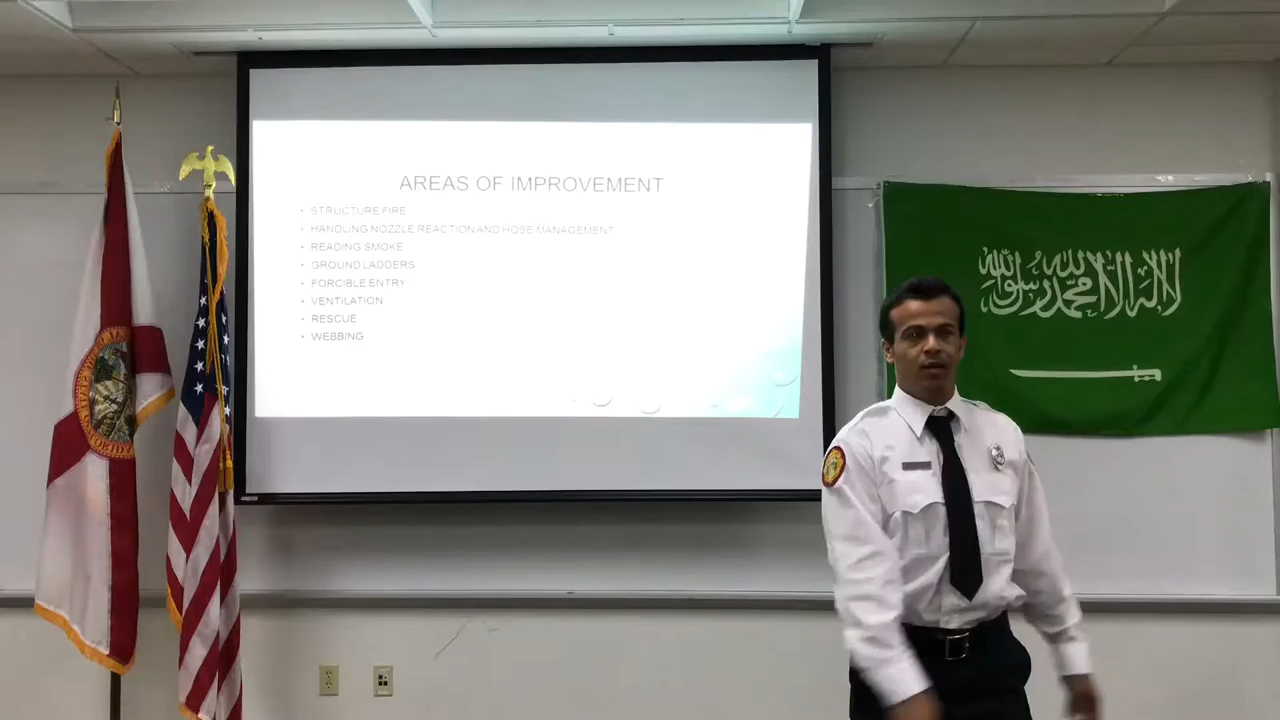 AREAS OF IMPROVEMENT
• STRUCTURE FIRE
• HANDLING NOZZLE REACTION AND HOSE MANAGEMENT
• READING SMOKE
• GROUND LADDERS
• FORCIBLE ENTRY
• VENTILATION
• RESCUE
• WEBBING
لا إله إلا الله محمد رسول الله